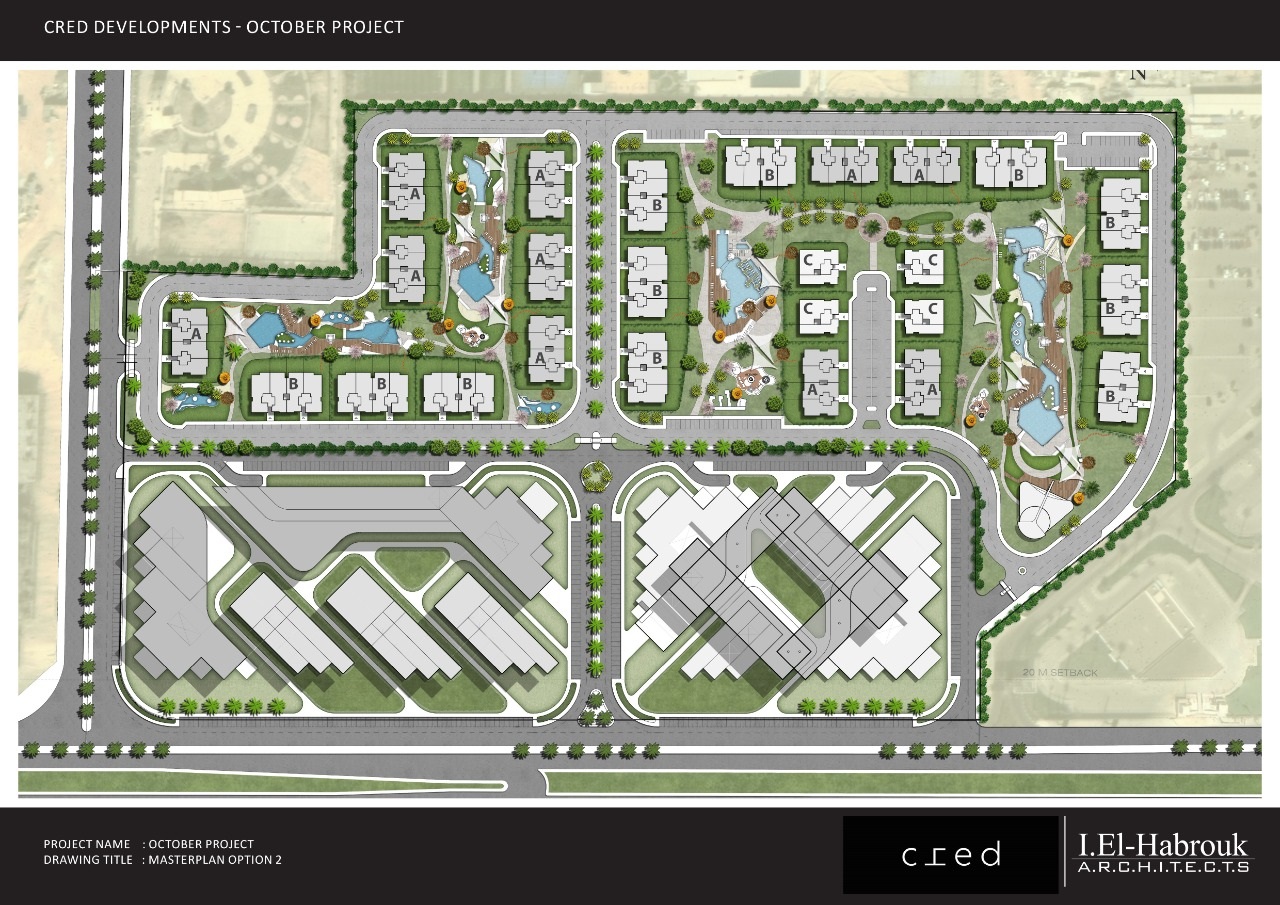 CRED DEVELOPMENTS - OCTOBER PROJECT
N
B
A
A
B
A
A
B
B
C
C
A
A
B
B
C
C
A
B
B
B
A
B
A
A
B
20 M SETBACK
PROJECT NAME : OCTOBER PROJECT
DRAWING TITLE : MASTERPLAN OPTION 2
cred
I.El-Habrouk
A.R.C.H.I.T.E.C.T.S